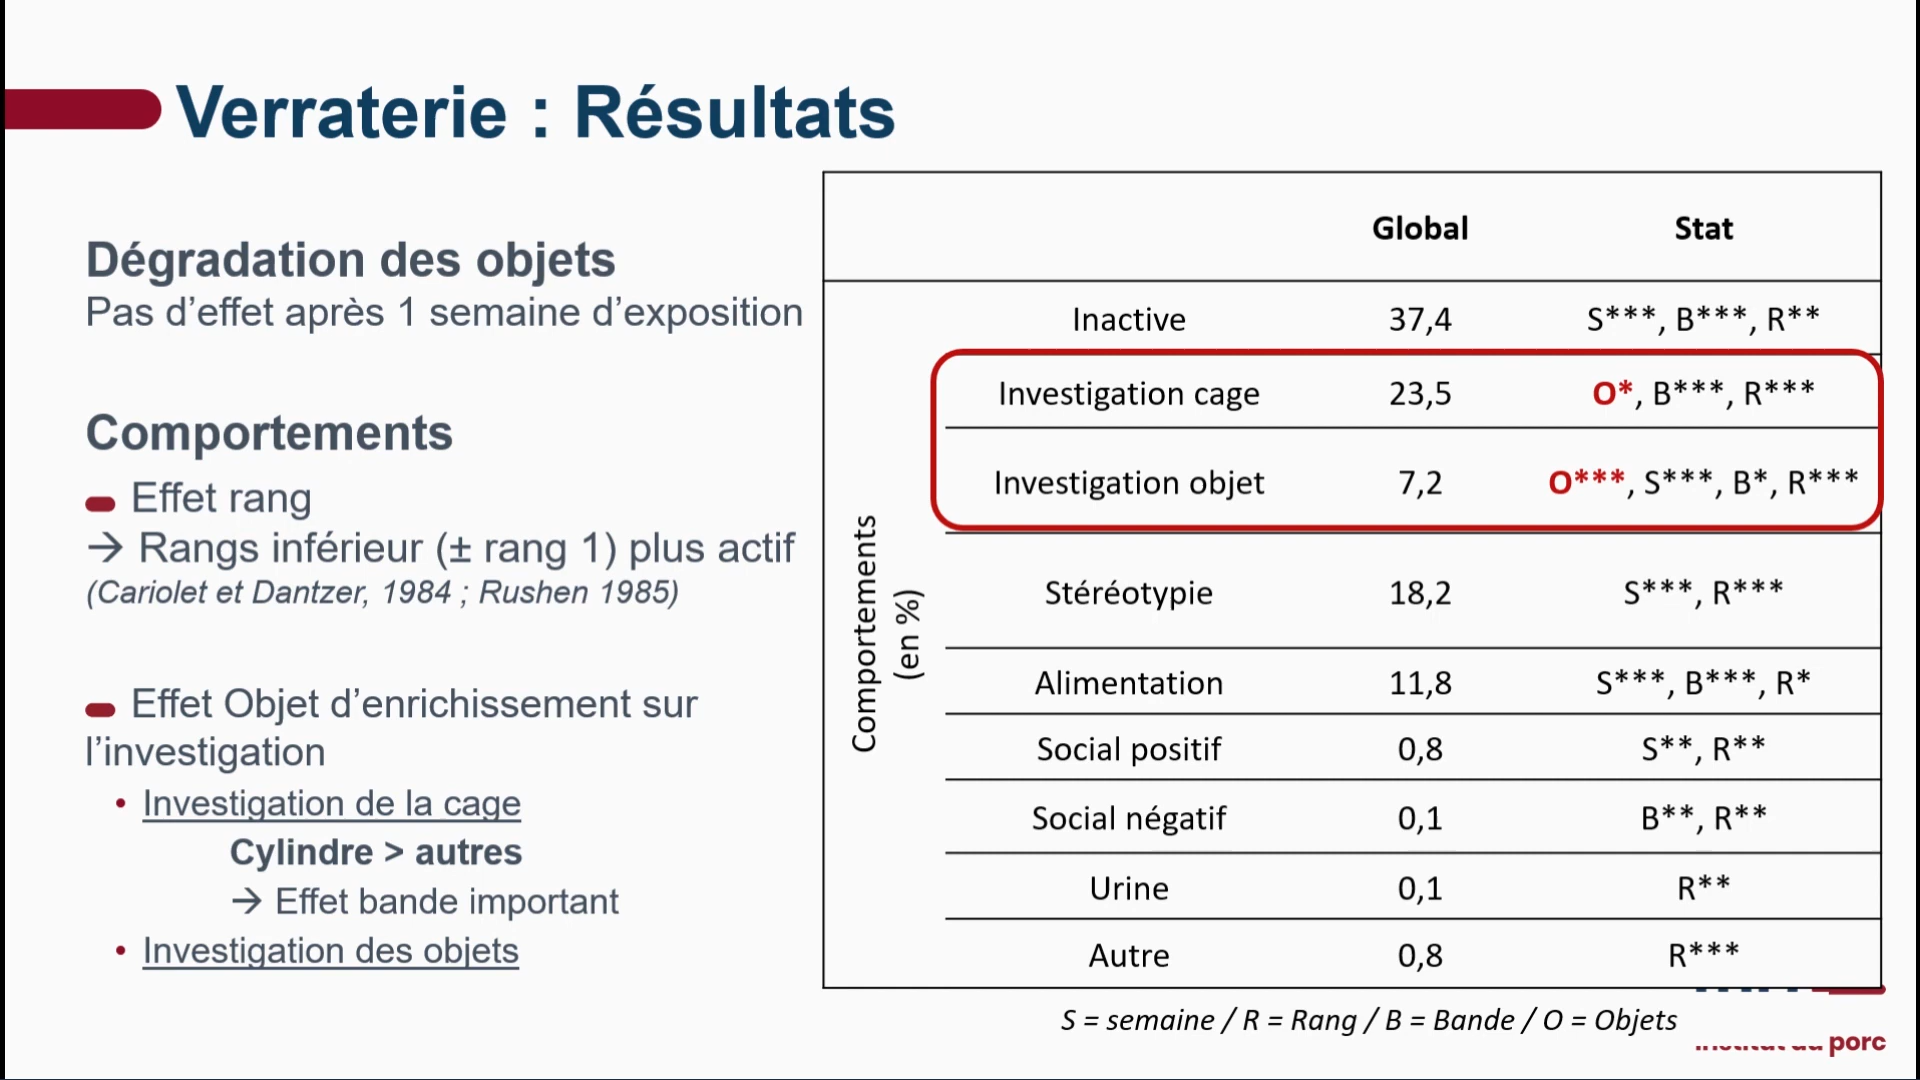 Verraterie : Résultats
Dégradation des objets
Pas d’effet après 1 semaine d’exposition
Comportements
Effet rang
→ Rangs inférieur (± rang 1) plus actif
(Cariolet et Dantzer, 1984 ; Rushen 1985)
Effet Objet d’enrichissement sur
l’investigation
• Investigation de la cage
Cylindre > autres
→ Effet bande important
• Investigation des objets
Global Stat
Comportements
(en %)
Inactive 37,4 S***, B***, R**
Investigation cage 23,5 O*, B***, R***
Investigation objet 7,2 O***, S***, B*, R***
Stéréotypie 18,2 S***, R***
Alimentation 11,8 S***, B***, R*
Social positif 0,8 S**, R**
Social négatif 0,1 B**, R**
Urine 0,1 R**
Autre 0,8 R***
S = semaine / R = Rang / B = Bande / O = Objets
porc